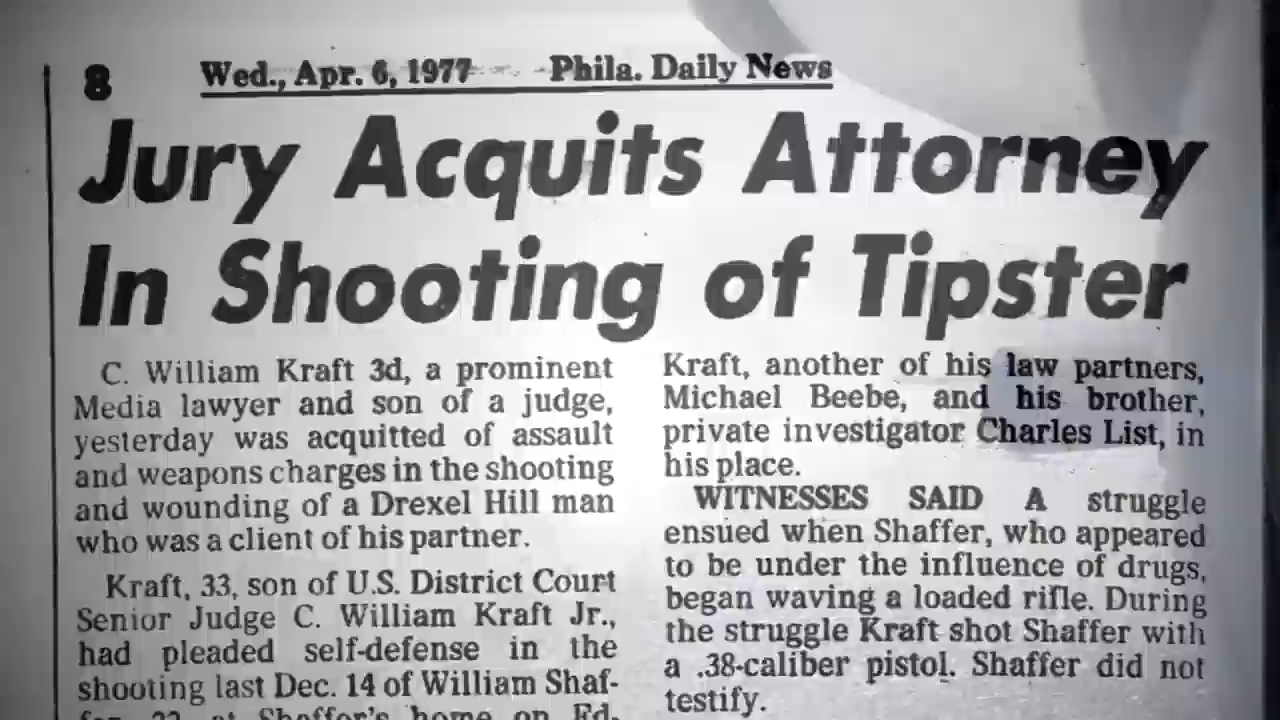 8 Wed., Apr. 6, 1977 Phila. Daily News
Jury Acquits Attorney
In Shooting of Tipster
C. William Kraft 3d, a prominent
Media lawyer and son of a judge,
yesterday was acquitted of assault
and weapons charges in the shooting
and wounding of a Drexel Hill man
who was a client of his partner.
Kraft, 33, son of U.S. District Court
Senior Judge C. William Kraft Jr.,
had pleaded self-defense in the
shooting last Dec. 14 of William Shaf-
at Shaffer's home on Ed.
Kraft, another of his law partners,
Michael Beebe, and his brother,
private investigator Charles List, in
his place.
WITNESSES SAID A struggle
ensued when Shaffer, who appeared
to be under the influence of drugs,
began waving a loaded rifle. During
the struggle Kraft shot Shaffer with
a .38-caliber pistol. Shaffer did not
testify.